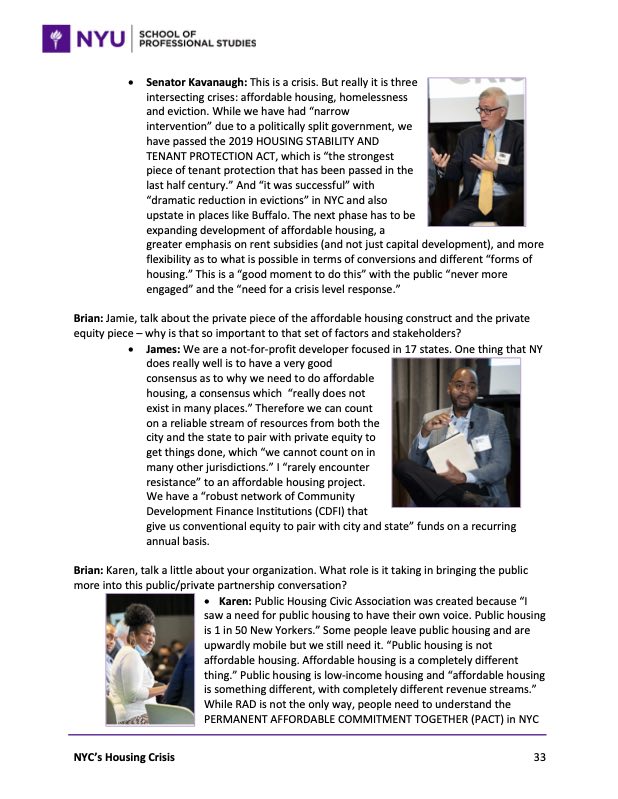 NYU SCHOOL OF
PROFESSIONAL STUDIES
• Senator Kavanaugh: This is a crisis. But really it is three
intersecting crises: affordable housing, homelessness
and eviction. While we have had “narrow
intervention” due to a politically split government, we
have passed the 2019 HOUSING STABILITY AND
TENANT PROTECTION ACT, which is “the strongest
piece of tenant protection that has been passed in the
last half century.” And “it was successful” with
“dramatic reduction in evictions” in NYC and also
upstate in places like Buffalo. The next phase has to be
expanding development of affordable housing, a
greater emphasis on rent subsidies (and not just capital development), and more
flexibility as to what is possible in terms of conversions and different “forms of
housing.” This is a “good moment to do this” with the public “never more
engaged” and the “need for a crisis level response.”
Brian: Jamie, talk about the private piece of the affordable housing construct and the private
equity piece – why is that so important to that set of factors and stakeholders?
• James: We are a not-for-profit developer focused in 17 states. One thing that NY
does really well is to have a very good
consensus as to why we need to do affordable
housing, a consensus which “really does not
exist in many places.” Therefore we can count
on a reliable stream of resources from both the
city and the state to pair with private equity to
get things done, which “we cannot count on in
many other jurisdictions.” I “rarely encounter
resistance” to an affordable housing project.
We have a “robust network of Community
Development Finance Institutions (CDFI) that
give us conventional equity to pair with city and state” funds on a recurring
annual basis.
Brian: Karen, talk a little about your organization. What role is it taking in bringing the public
more into this public/private partnership conversation?
• Karen: Public Housing Civic Association was created because “I
saw a need for public housing to have their own voice. Public housing
is 1 in 50 New Yorkers.” Some people leave public housing and are
upwardly mobile but we still need it. “Public housing is not
affordable housing. Affordable housing is a completely different
thing.” Public housing is low-income housing and “affordable housing
is something different, with completely different revenue streams.”
While RAD is not the only way, people need to understand the
PERMANENT AFFORDABLE COMMITMENT TOGETHER (PACT) in NYC
NYC’s Housing Crisis 33